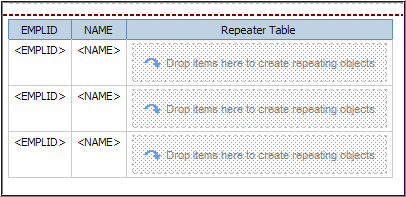 EMPLID NAME Repeater Table
<EMPLID> <NAME> Drop items here to create repeating objects
<EMPLID> <NAME> Drop items here to create repeating objects
<EMPLID> <NAME> Drop items here to create repeating objects